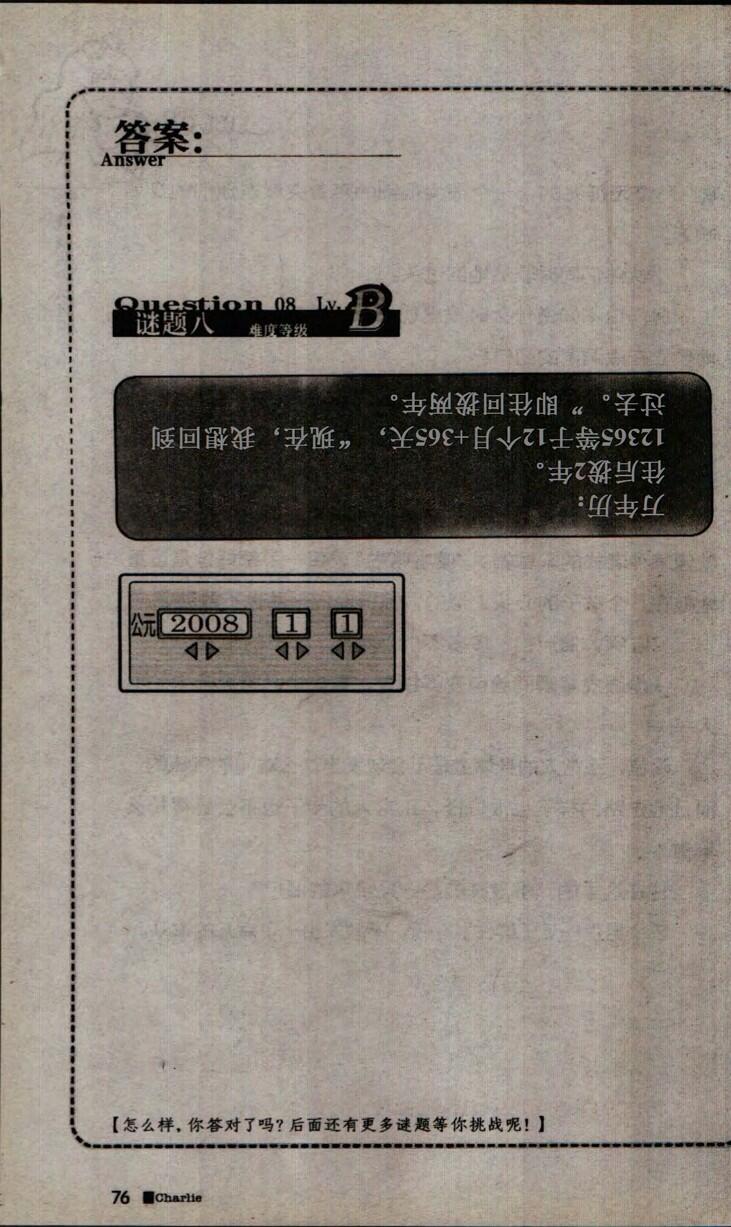 答案：
Answer
Question 08 Lv. B
谜题八 难度等级
万年历：
往后拨2年。
12365等于12个月+365天，“现在，我想回到
过去。”即往回拨两年。
公元 2008 1 1
【怎么样，你答对了吗？后面还有更多谜题等你挑战呢！】
76 Charlie